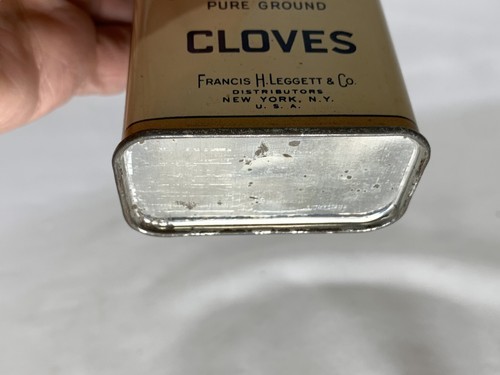 PURE GROUND
CLOVES
FRANCIS H. LEGGETT & CO.
DISTRIBUTORS
NEW YORK, N.Y.
U. S. A.